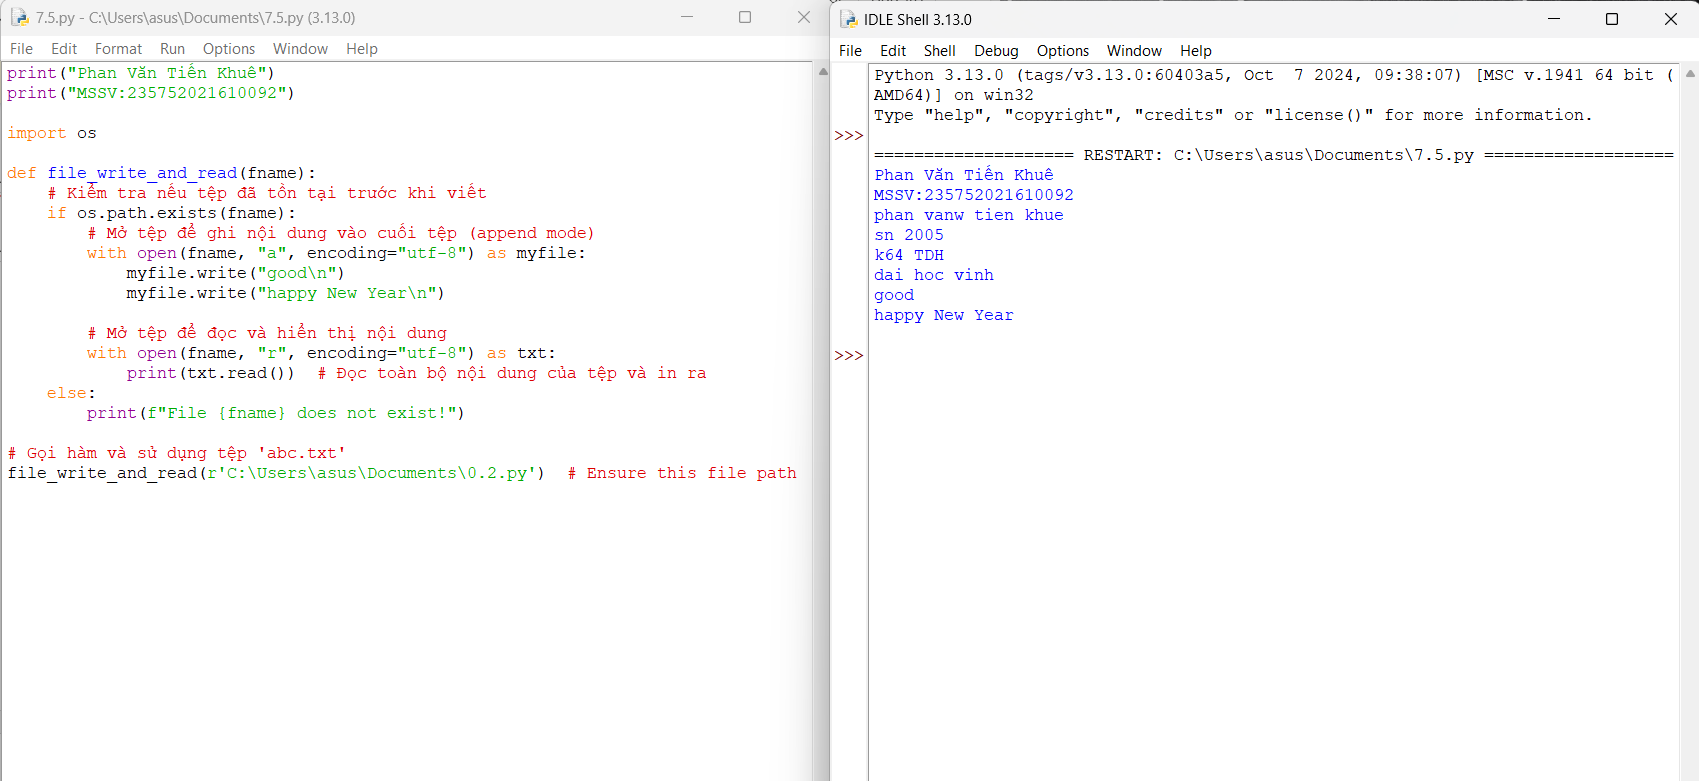 7.5.py - C:\Users\asus\Documents\7.5.py (3.13.0)
File Edit Format Run Options Window Help
print("Phan Văn Tiến Khuê")
print("MSSV:235752021610092")
import os
def file_write_and_read(fname):
    # Kiểm tra nếu tệp đã tồn tại trước khi viết
    if os.path.exists(fname):
        # Mở tệp để ghi nội dung vào cuối tệp (append mode)
        with open(fname, "a", encoding="utf-8") as myfile:
            myfile.write("good\n")
            myfile.write("happy New Year\n")
        # Mở tệp để đọc và hiển thị nội dung
        with open(fname, "r", encoding="utf-8") as txt:
            print(txt.read())  # Đọc toàn bộ nội dung của tệp và in ra
    else:
        print(f"File {fname} does not exist!")
# Gọi hàm và sử dụng tệp 'abc.txt'
file_write_and_read(r'C:\Users\asus\Documents\0.2.py')  # Ensure this file path
IDLE Shell 3.13.0
File Edit Shell Debug Options Window Help
Python 3.13.0 (tags/v3.13.0:60403a5, Oct  7 2024, 09:38:07) [MSC v.1941 64 bit (
AMD64)] on win32
Type "help", "copyright", "credits" or "license()" for more information.
>>>
==================== RESTART: C:\Users\asus\Documents\7.5.py ===================
Phan Văn Tiến Khuê
MSSV:235752021610092
phan vanw tien khue
sn 2005
k64 TDH
dai hoc vinh
good
happy New Year
>>>